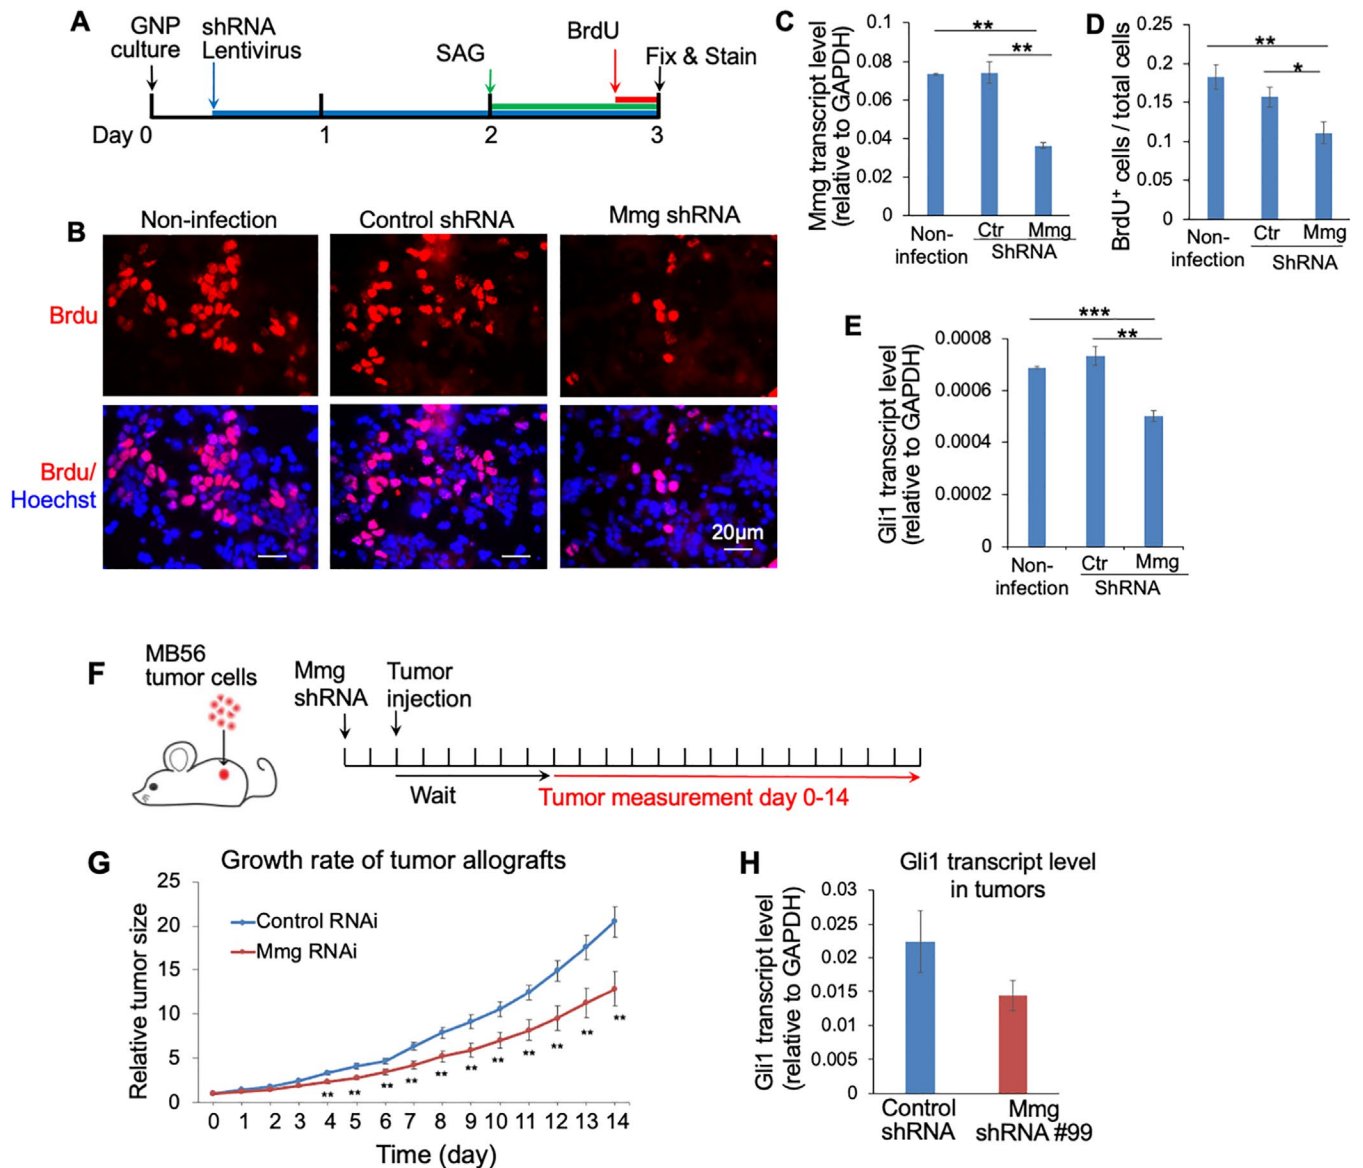 A
GNP
culture
shRNA
Lentivirus
SAG
BrdU
Fix & Stain
Day 0
1
2
3
B
Non-infection
Control shRNA
Mmg shRNA
Brdu
Brdu/
Hoechst
20µm
C
Mmg transcript level
(relative to GAPDH)
0.1
0.08
0.06
0.04
0.02
0
**
**
Non-
infection
Ctr
Mmg
ShRNA
D
BrdU⁺ cells / total cells
0.25
0.2
0.15
0.1
0.05
0
**
*
Non-
infection
Ctr
Mmg
ShRNA
E
Gli1 transcript level
(relative to GAPDH)
0.0008
0.0006
0.0004
0.0002
0
***
**
Non-
infection
Ctr
Mmg
ShRNA
F
MB56
tumor cells
Mmg
shRNA
Tumor
injection
Wait
Tumor measurement day 0-14
G
Growth rate of tumor allografts
Relative tumor size
25
20
15
10
5
0
Control RNAi
Mmg RNAi
** ** ** ** ** ** ** ** ** ** **
0 1 2 3 4 5 6 7 8 9 10 11 12 13 14
Time (day)
H
Gli1 transcript level
in tumors
Gli1 transcript level
(relative to GAPDH)
0.03
0.025
0.02
0.015
0.01
0.005
0
Control
shRNA
Mmg
shRNA #99